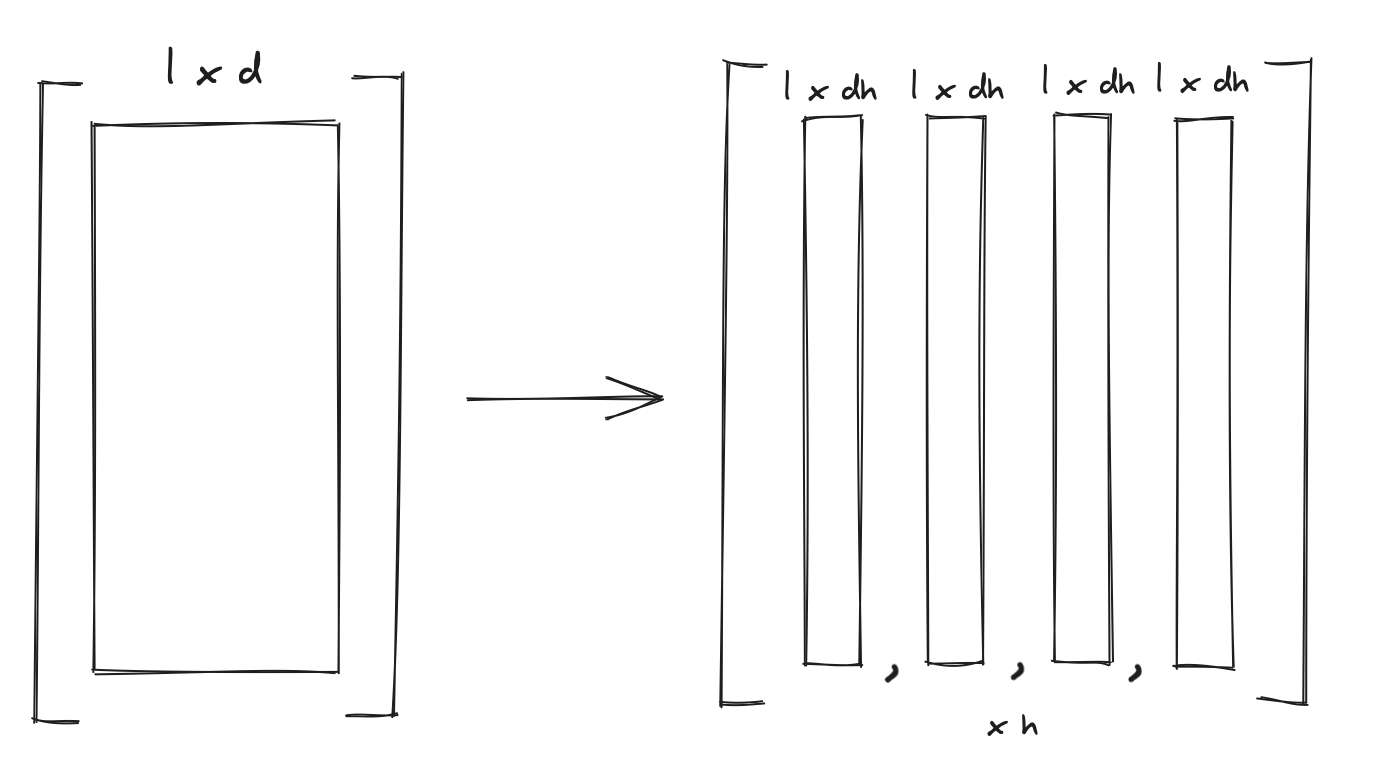 l x d
l x dh l x dh l x dh l x dh
, , ,
x h